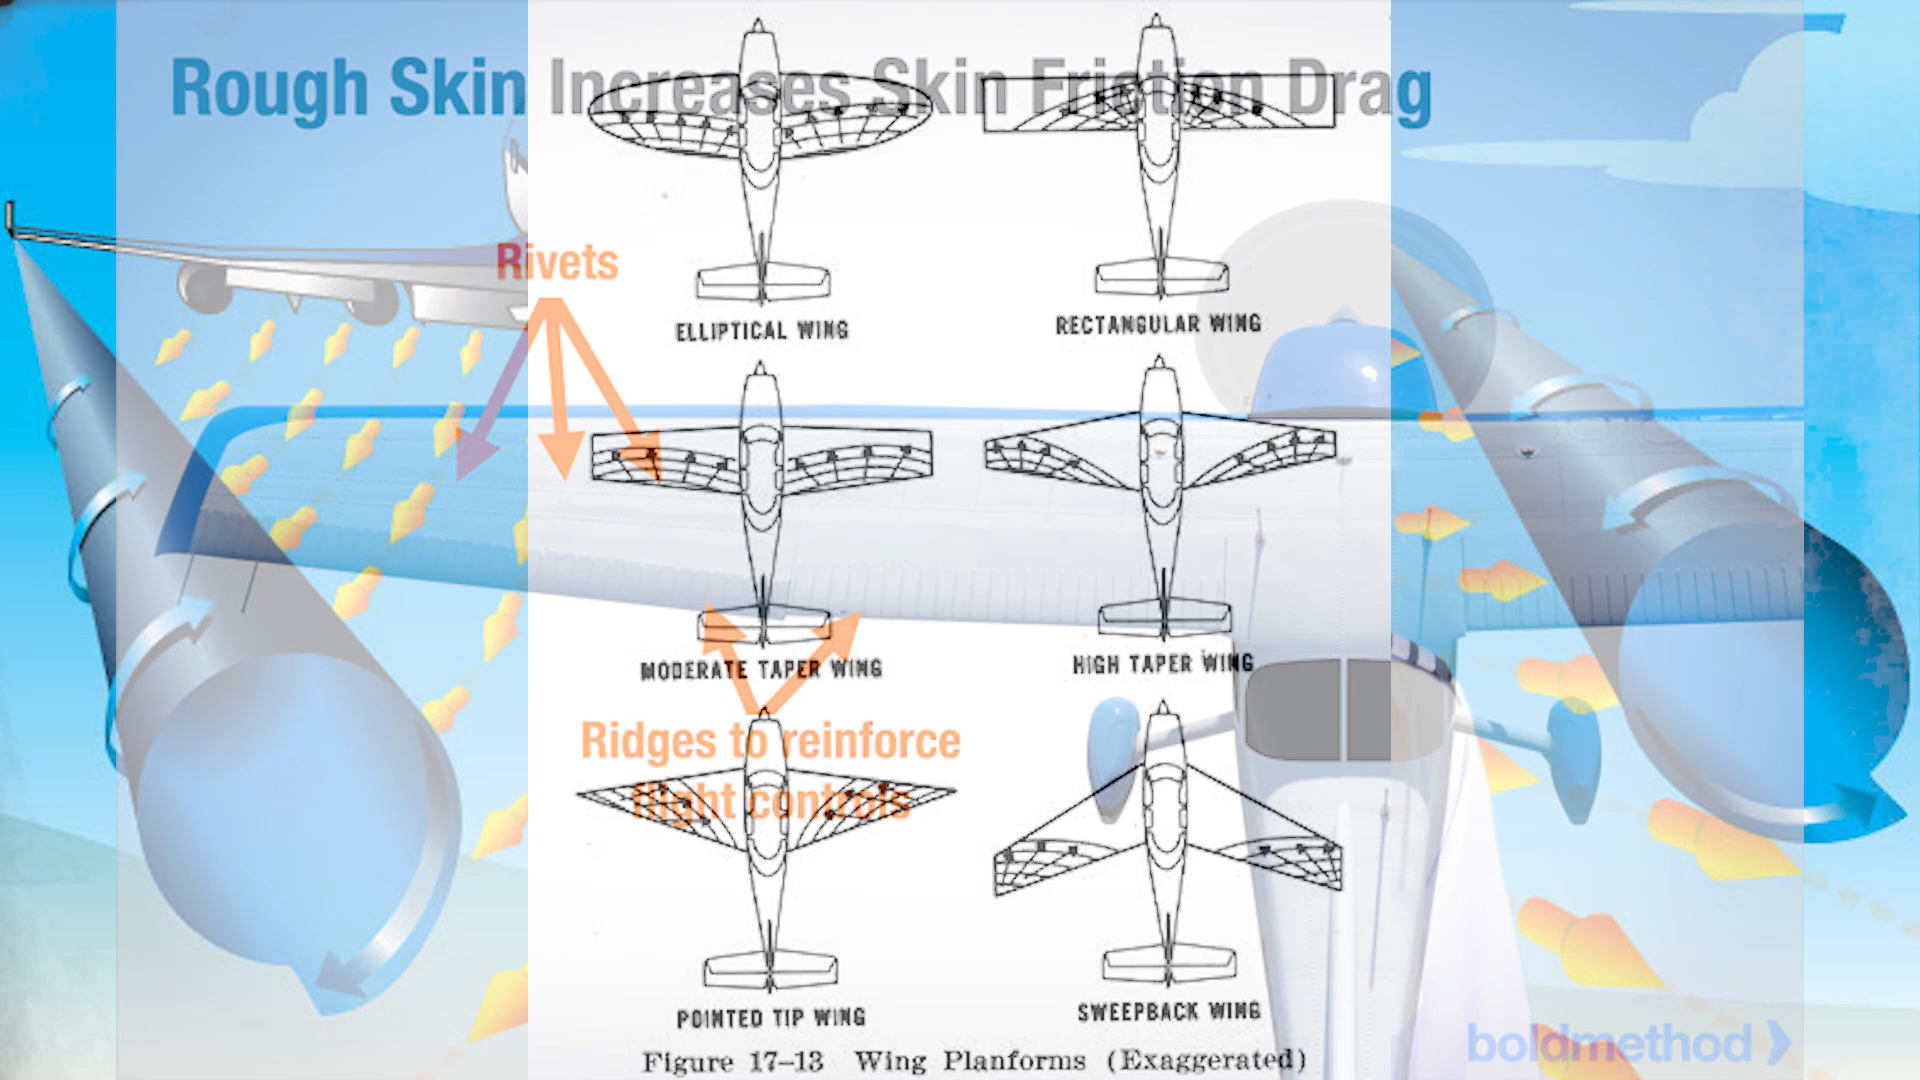 Rough Skin Increases Skin Friction Drag
Rivets
ELLIPTICAL WING
RECTANGULAR WING
MODERATE TAPER WING
HIGH TAPER WING
Ridges to reinforce
flight controls
POINTED TIP WING
SWEEPBACK WING
Figure 17-13 Wing Planforms (Exaggerated)
boldmethod